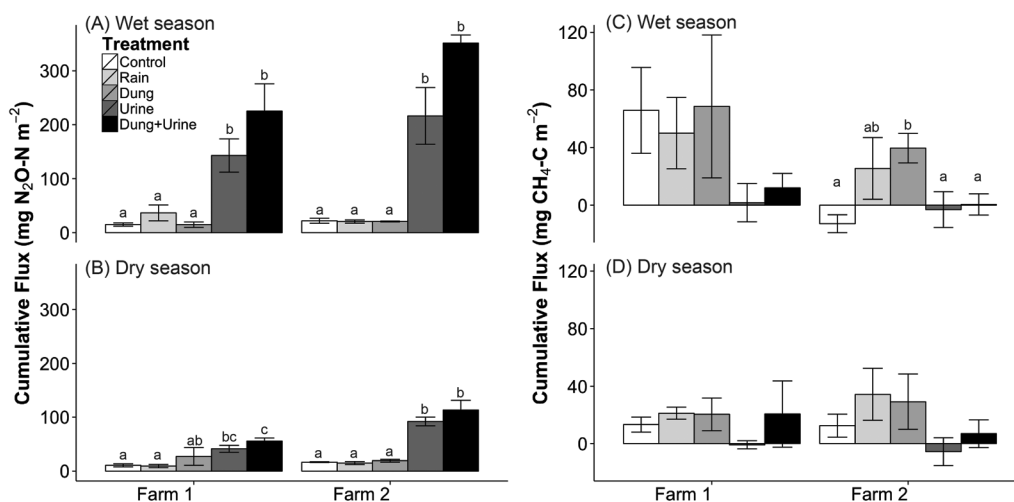 (A) Wet season
Treatment
Control
Rain
Dung
Urine
Dung+Urine
300
200
100
0
a a a b b
a a a b b
(B) Dry season
300
200
100
0
a a ab bc c
a a a b b
Farm 1 Farm 2
Cumulative Flux (mg N₂O-N m⁻²)
(C) Wet season
120
80
40
0
a ab b a a
(D) Dry season
120
80
40
0
Farm 1 Farm 2
Cumulative Flux (mg CH₄-C m⁻²)